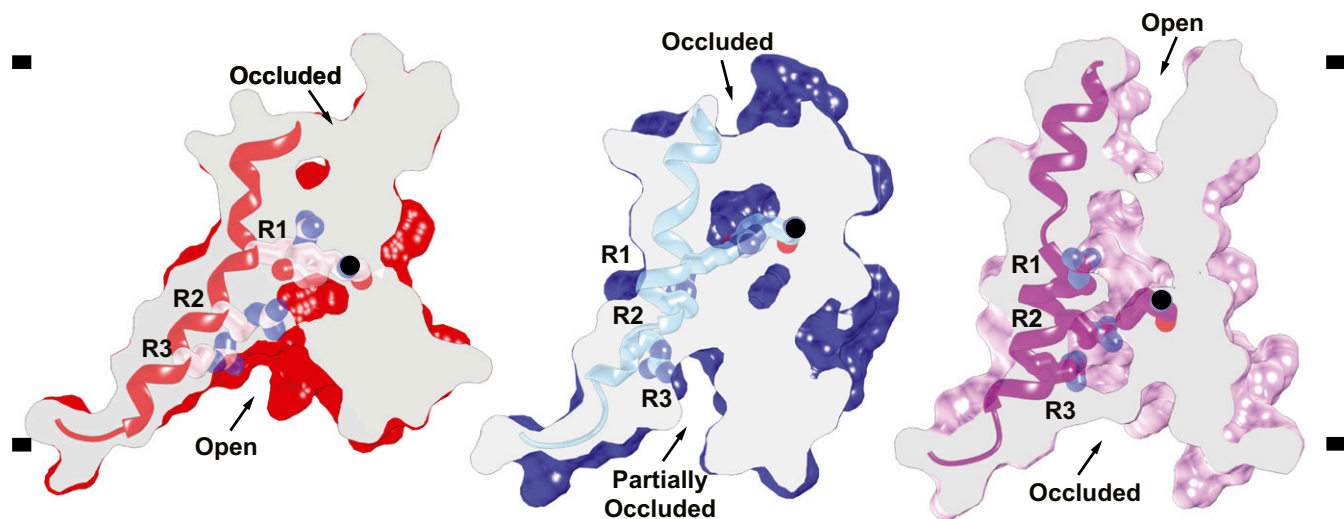 Occluded
R1
R2
R3
Open
Occluded
R1
R2
R3
Partially
Occluded
Open
R1
R2
R3
Occluded